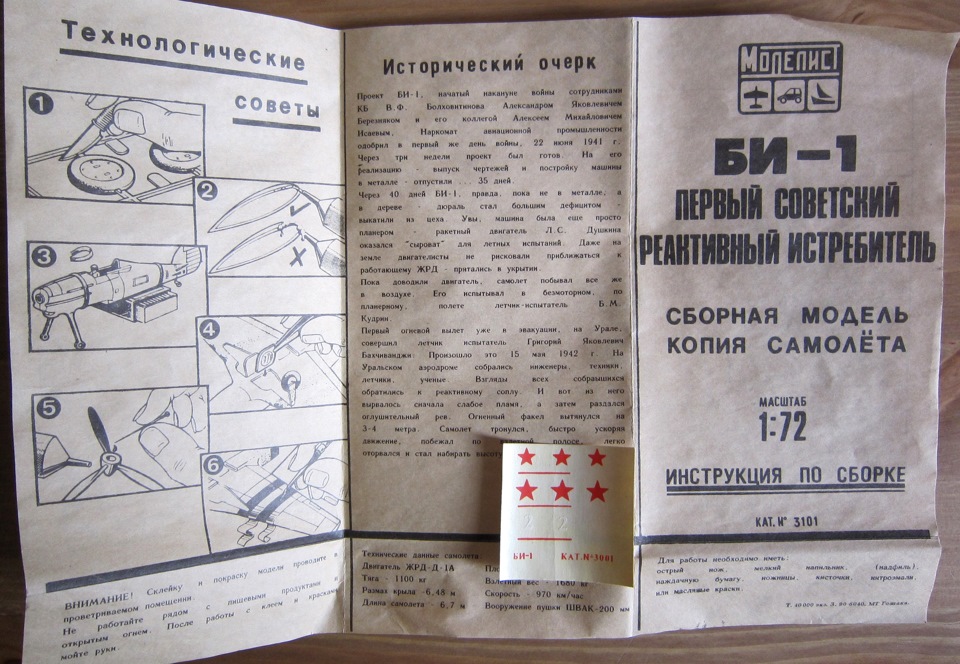 Технологические
советы
1
2
3
4
5
6
ВНИМАНИЕ! Склейку и покраску модели проводите в
проветриваемом помещении.
Не работайте рядом с пищевыми продуктами и
открытым огнем. После работы с клеем и красками
мойте руки.
Исторический очерк
Проект БИ-1, начатый накануне войны сотрудниками
КБ В.Ф. Болховитинова Александром Яковлевичем
Березняком и его коллегой Алексеем Михайловичем
Исаевым. Наркомат авиационной промышленности
одобрил в первый же день войны, 22 июня 1941 г.
Через три недели проект был готов. На его
реализацию - выпуск чертежей и постройку машины
в металле - отпустили ... 35 дней.
Через 40 дней БИ-1, правда, пока не в металле, а
в дереве - дюраль стал большим дефицитом -
выкатили из цеха. Увы, машина была еще просто
планером - ракетный двигатель Л.С. Душкина
оказался "сыроват" для летных испытаний. Даже на
земле двигателисты не рисковали приближаться к
работающему ЖРД - притались в укрытии.
Пока доводили двигатель, самолет побывал все же
в воздухе. Его испытывал в безмоторном, по
планерному, полете летчик-испытатель Б.М.
Кудрин.
Первый огневой вылет уже в эвакуации, на Урале,
совершил летчик испытатель Григорий Яковлевич
Бахчиванджи. Произошло это 15 мая 1942 г. На
Уральском аэродроме собрались инженеры, техники,
летчики, ученые Взгляды всех собравшихся
обратились к реактивному соплу. И вот из него
вырвалось сначала слабое пламя, а затем раздался
оглушительный рев. Огненный факел вытянулся на
3-4 метра. Самолет тронулся, быстро ускоряя
движение, побежал по полосе, легко
оторвался и стал набирать высоту
БИ-1 КАТ.№3001
Технические данные самолета:
Двигатель ЖРД-Д-1А
Тяга - 1100 кг Взлетный вес - 1680 кг
Размах крыла - 6,48 м Скорость - 970 км/час
Длина самолета - 6,7 м Вооружение пушки ШВАК-200 мм
МОДЕЛИСТ
БИ-1
ПЕРВЫЙ СОВЕТСКИЙ
РЕАКТИВНЫЙ ИСТРЕБИТЕЛЬ
СБОРНАЯ МОДЕЛЬ
КОПИЯ САМОЛЁТА
МАСШТАБ
1:72
ИНСТРУКЦИЯ ПО СБОРКЕ
КАТ. № 3101
Для работы необходимо иметь:
острый нож, мелкий напильник (надфиль),
наждачную бумагу, ножницы, кисточки, нитроэмали,
или масляные краски.